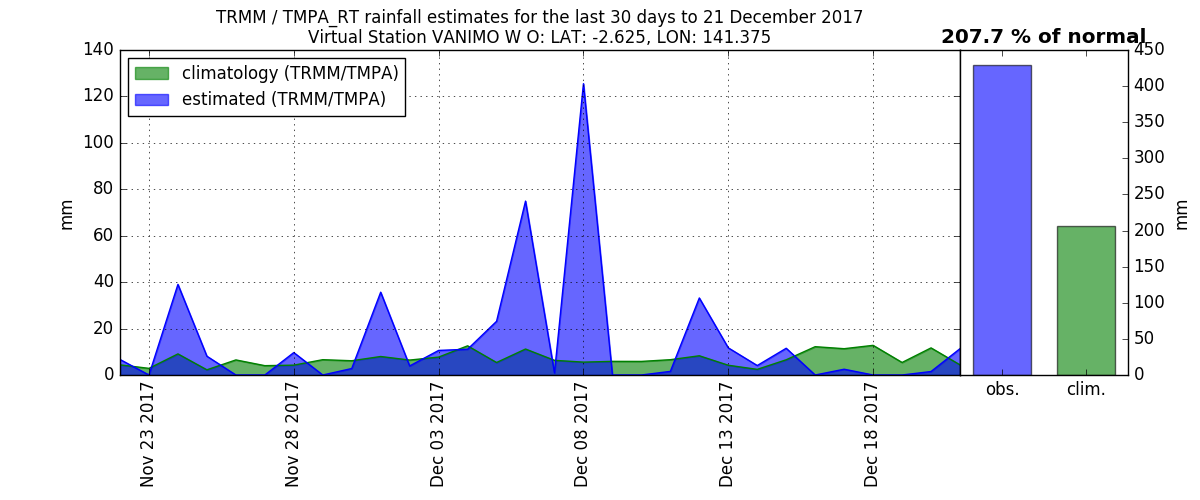 TRMM / TMPA_RT rainfall estimates for the last 30 days to 21 December 2017
Virtual Station VANIMO W O: LAT: -2.625, LON: 141.375
207.7 % of normal
climatology (TRMM/TMPA)
estimated (TRMM/TMPA)
140
120
100
80
60
40
20
0
mm
Nov 23 2017
Nov 28 2017
Dec 03 2017
Dec 08 2017
Dec 13 2017
Dec 18 2017
450
400
350
300
250
200
150
100
50
0
mm
obs.
clim.